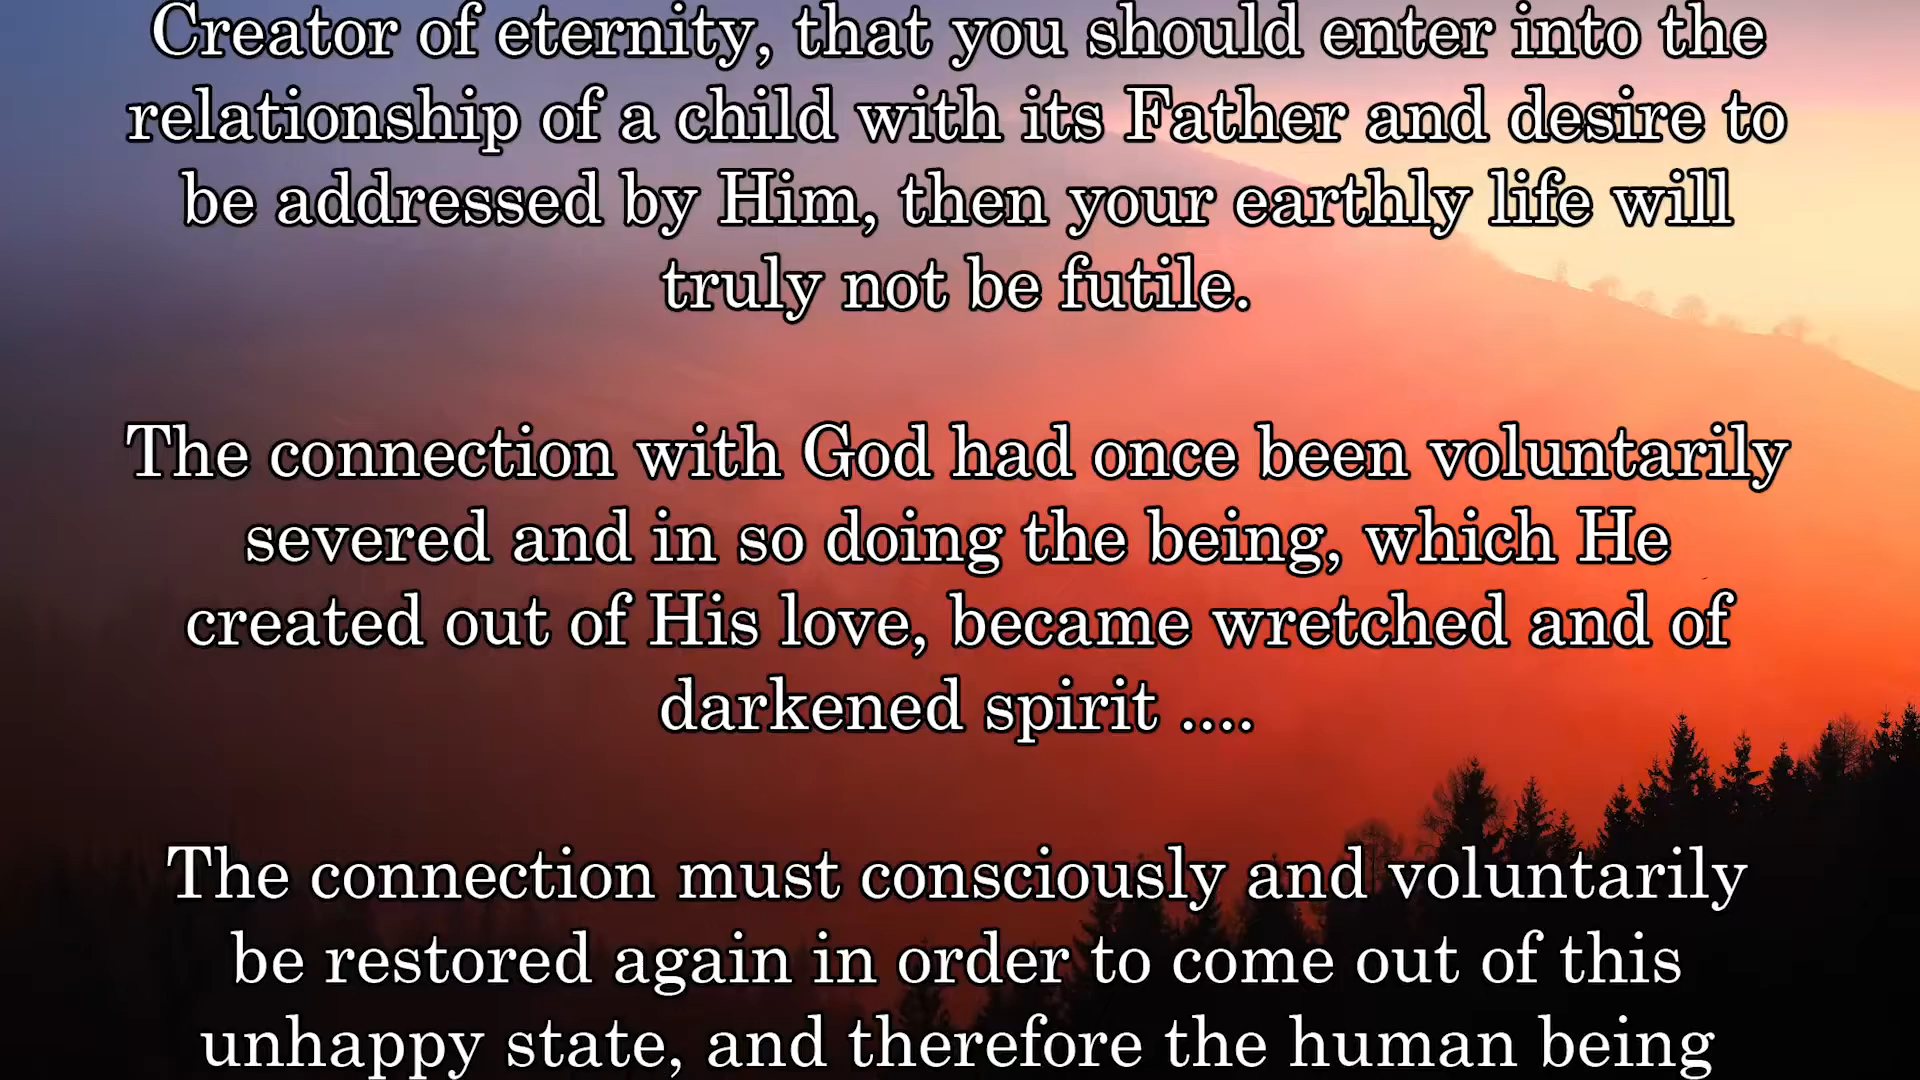 Creator of eternity, that you should enter into the
relationship of a child with its Father and desire to
be addressed by Him, then your earthly life will
truly not be futile.
The connection with God had once been voluntarily
severed and in so doing the being, which He
created out of His love, became wretched and of
darkened spirit ....
The connection must consciously and voluntarily
be restored again in order to come out of this
unhappy state, and therefore the human being